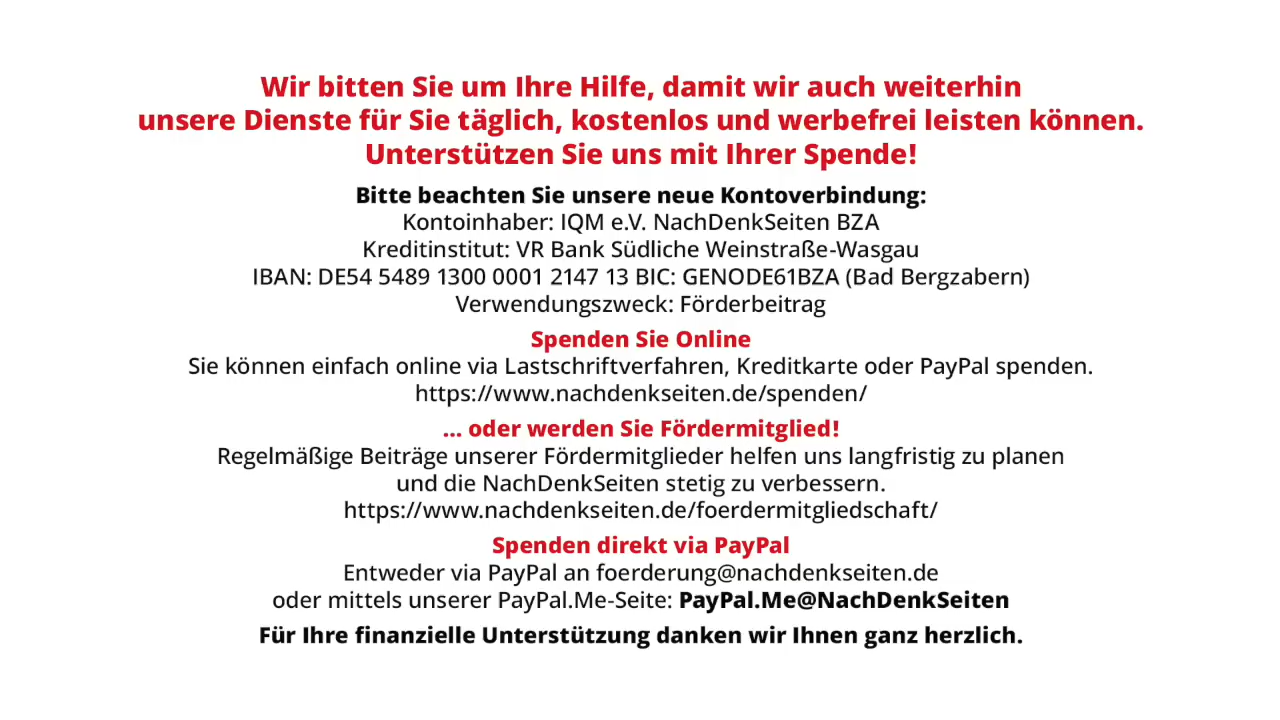 Wir bitten Sie um Ihre Hilfe, damit wir auch weiterhin
unsere Dienste für Sie täglich, kostenlos und werbefrei leisten können.
Unterstützen Sie uns mit Ihrer Spende!
Bitte beachten Sie unsere neue Kontoverbindung:
Kontoinhaber: IQM e.V. NachDenkSeiten BZA
Kreditinstitut: VR Bank Südliche Weinstraße-Wasgau
IBAN: DE54 5489 1300 0001 2147 13 BIC: GENODE61BZA (Bad Bergzabern)
Verwendungszweck: Förderbeitrag
Spenden Sie Online
Sie können einfach online via Lastschriftverfahren, Kreditkarte oder PayPal spenden.
https://www.nachdenkseiten.de/spenden/
... oder werden Sie Fördermitglied!
Regelmäßige Beiträge unserer Fördermitglieder helfen uns langfristig zu planen
und die NachDenkSeiten stetig zu verbessern.
https://www.nachdenkseiten.de/foerdermitgliedschaft/
Spenden direkt via PayPal
Entweder via PayPal an foerderung@nachdenkseiten.de
oder mittels unserer PayPal.Me-Seite: PayPal.Me@NachDenkSeiten
Für Ihre finanzielle Unterstützung danken wir Ihnen ganz herzlich.